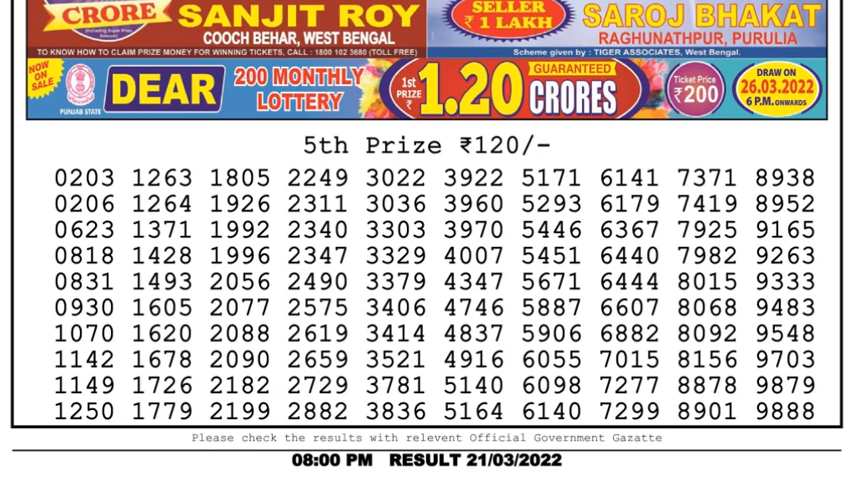 CRORE
(Including Super Prize Amount)
SANJIT ROY
COOCH BEHAR, WEST BENGAL
TO KNOW HOW TO CLAIM PRIZE MONEY FOR WINNING TICKETS, CALL : 1800 102 3680 (TOLL FREE)
SELLER
₹ 1 LAKH
SAROJ BHAKAT
RAGHUNATHPUR, PURULIA
Scheme given by : TIGER ASSOCIATES, West Bengal.
NOW ON SALE
PUNJAB STATE
DEAR
200 MONTHLY
LOTTERY
1st PRIZE ₹
1.20
GUARANTEED
CRORES
Ticket Price
₹200
DRAW ON
26.03.2022
6 P.M. ONWARDS
5th Prize ₹120/-
0203 1263 1805 2249 3022 3922 5171 6141 7371 8938
0206 1264 1926 2311 3036 3960 5293 6179 7419 8952
0623 1371 1992 2340 3303 3970 5446 6367 7925 9165
0818 1428 1996 2347 3329 4007 5451 6440 7982 9263
0831 1493 2056 2490 3379 4347 5671 6444 8015 9333
0930 1605 2077 2575 3406 4746 5887 6607 8068 9483
1070 1620 2088 2619 3414 4837 5906 6882 8092 9548
1142 1678 2090 2659 3521 4916 6055 7015 8156 9703
1149 1726 2182 2729 3781 5140 6098 7277 8878 9879
1250 1779 2199 2882 3836 5164 6140 7299 8901 9888
Please check the results with relevent Official Government Gazatte
08:00 PM RESULT 21/03/2022